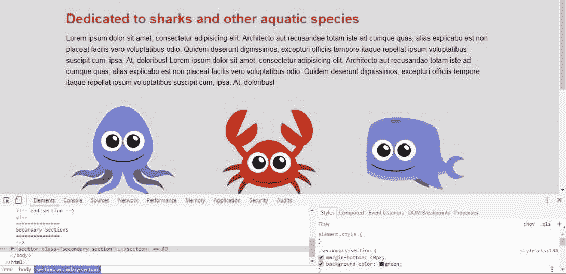 Dedicated to sharks and other aquatic species
Lorem ipsum dolor sit amet, consectetur adipisicing elit. Architecto aut recusandae totam iste ad cumque quas, alias explicabo est non
placeat facilis vero voluptatibus odio. Quidem deserunt dignissimos, excepturi officiis tempore itaque repellat ipsum voluptatibus
suscipit cum, ipsa. At, doloribus! Lorem ipsum dolor sit amet, consectetur adipisicing elit. Architecto aut recusandae totam iste ad
cumque quas, alias explicabo est non placeat facilis vero voluptatibus odio. Quidem deserunt dignissimos, excepturi officiis tempore
itaque repellat ipsum voluptatibus suscipit cum, ipsa. At, doloribus!
Elements Console Sources Network Performance Memory Application Security Audits
<!--
===============
Secondary Sections
===============
-->
<section class="secondary-section">…</section> == $0
</body>
</html>
html body section.secondary-section
Styles Computed Event Listeners DOM Breakpoints Properties
Filter :hov .cls
element.style {
}
.secondary-section {
margin-bottom:
background-color: green;